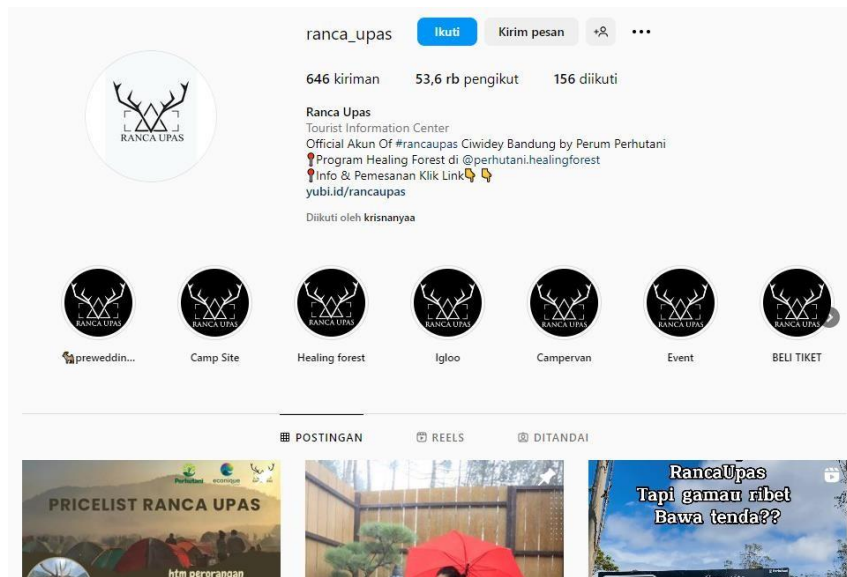 ranca_upas Ikuti Kirim pesan
646 kiriman 53,6 rb pengikut 156 diikuti
Ranca Upas
Tourist Information Center
Official Akun Of #rancaupas Ciwidey Bandung by Perum Perhutani
📍Program Healing Forest di @perhutani.healingforest
📍Info & Pemesanan Klik Link👇 👇
yubi.id/rancaupas
Diikuti oleh krisnanyaa
RANCA UPAS
RANCA UPAS
RANCA UPAS
RANCA UPAS
RANCA UPAS
RANCA UPAS
RANCA UPAS
RANCA UPAS
🐐preweddin... Camp Site Healing forest Igloo Campervan Event BELI TIKET
POSTINGAN REELS DITANDAI
Perhutani econique
PRICELIST RANCA UPAS
htm perorangan
RancaUpas
Tapi gamau ribet
Bawa tenda??